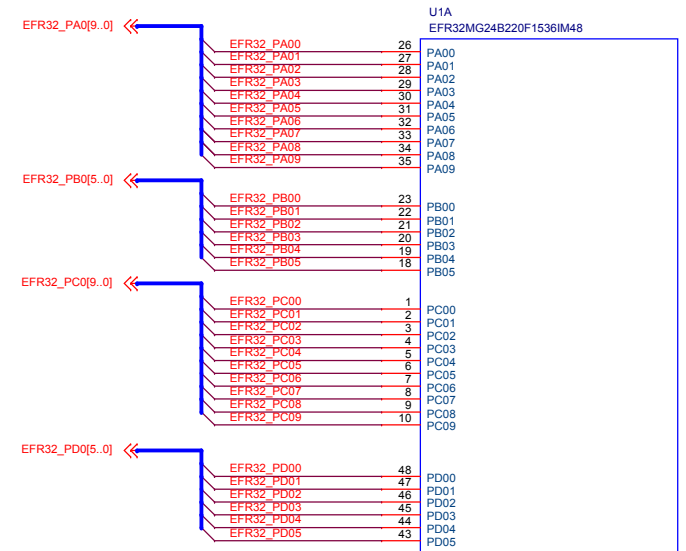 U1A
EFR32MG24B220F1536IM48
EFR32_PA0[9..0]
EFR32_PA00 26 PA00
EFR32_PA01 27 PA01
EFR32_PA02 28 PA02
EFR32_PA03 29 PA03
EFR32_PA04 30 PA04
EFR32_PA05 31 PA05
EFR32_PA06 32 PA06
EFR32_PA07 33 PA07
EFR32_PA08 34 PA08
EFR32_PA09 35 PA09
EFR32_PB0[5..0]
EFR32_PB00 23 PB00
EFR32_PB01 22 PB01
EFR32_PB02 21 PB02
EFR32_PB03 20 PB03
EFR32_PB04 19 PB04
EFR32_PB05 18 PB05
EFR32_PC0[9..0]
EFR32_PC00 1 PC00
EFR32_PC01 2 PC01
EFR32_PC02 3 PC02
EFR32_PC03 4 PC03
EFR32_PC04 5 PC04
EFR32_PC05 6 PC05
EFR32_PC06 7 PC06
EFR32_PC07 8 PC07
EFR32_PC08 9 PC08
EFR32_PC09 10 PC09
EFR32_PD0[5..0]
EFR32_PD00 48 PD00
EFR32_PD01 47 PD01
EFR32_PD02 46 PD02
EFR32_PD03 45 PD03
EFR32_PD04 44 PD04
EFR32_PD05 43 PD05